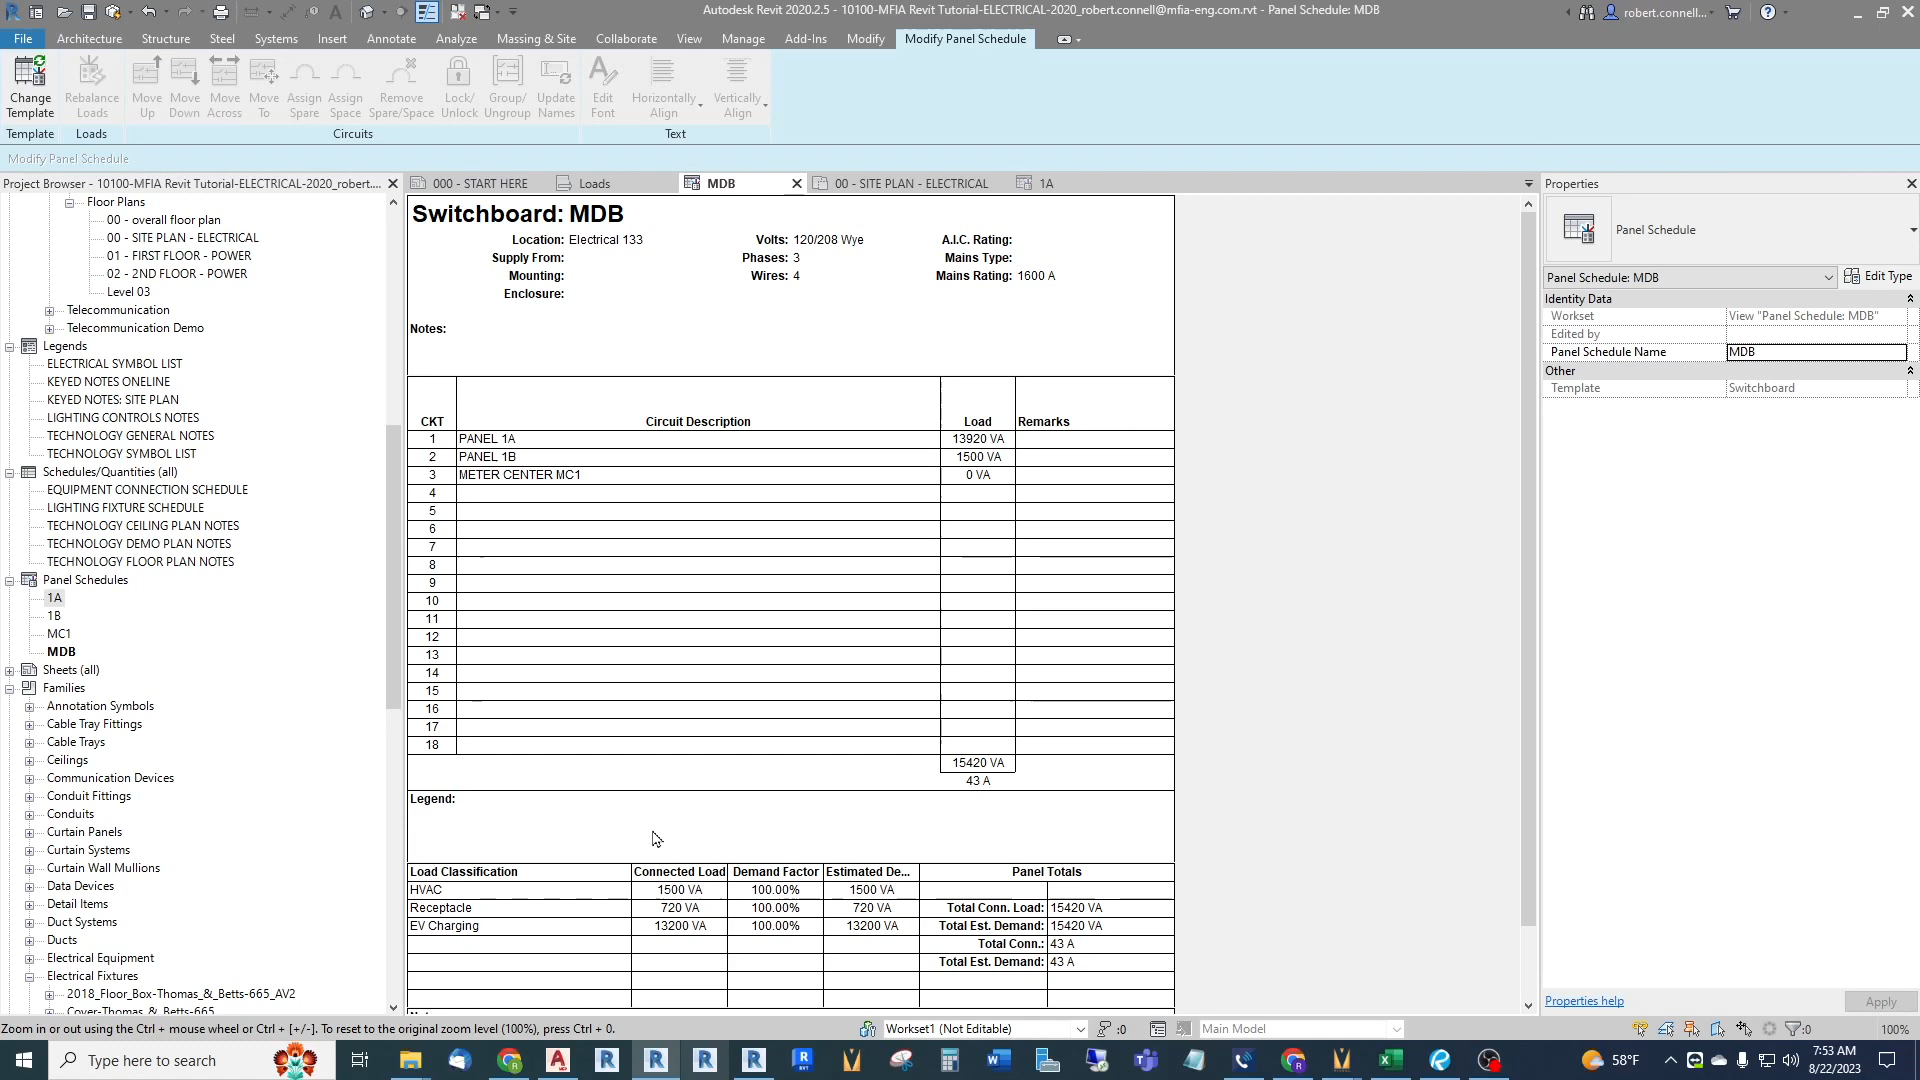 Autodesk Revit 2020.2.5 - 10100-MFIA Revit Tutorial-ELECTRICAL-2020_robert.connell@mfia-eng.com.rvt - Panel Schedule: MDB
robert.connell...
File Architecture Structure Steel Systems Insert Annotate Analyze Massing & Site Collaborate View Manage Add-Ins Modify Modify Panel Schedule
Change Template
Rebalance Loads
Move Up
Move Down
Move Across
Move To
Assign Spare
Assign Space
Remove Spare/Space
Lock/ Unlock
Group/ Ungroup
Update Names
Edit Font
Horizontally Align
Vertically Align
Template Loads Circuits Text
Modify Panel Schedule
Project Browser - 10100-MFIA Revit Tutorial-ELECTRICAL-2020_robert....
000 - START HERE
Loads
MDB
00 - SITE PLAN - ELECTRICAL
1A
Properties
Floor Plans
00 - overall floor plan
00 - SITE PLAN - ELECTRICAL
01 - FIRST FLOOR - POWER
02 - 2ND FLOOR - POWER
Level 03
Telecommunication
Telecommunication Demo
Legends
ELECTRICAL SYMBOL LIST
KEYED NOTES ONELINE
KEYED NOTES: SITE PLAN
LIGHTING CONTROLS NOTES
TECHNOLOGY GENERAL NOTES
TECHNOLOGY SYMBOL LIST
Schedules/Quantities (all)
EQUIPMENT CONNECTION SCHEDULE
LIGHTING FIXTURE SCHEDULE
TECHNOLOGY CEILING PLAN NOTES
TECHNOLOGY DEMO PLAN NOTES
TECHNOLOGY FLOOR PLAN NOTES
Panel Schedules
1A
1B
MC1
MDB
Sheets (all)
Families
Annotation Symbols
Cable Tray Fittings
Cable Trays
Ceilings
Communication Devices
Conduit Fittings
Conduits
Curtain Panels
Curtain Systems
Curtain Wall Mullions
Data Devices
Detail Items
Duct Systems
Ducts
Electrical Equipment
Electrical Fixtures
2018_Floor_Box-Thomas_&_Betts-665_AV2
Cover-Thomas_&_Betts-665
Switchboard: MDB
Location: Electrical 133 Volts: 120/208 Wye A.I.C. Rating:
Supply From: Phases: 3 Mains Type:
Mounting: Wires: 4 Mains Rating: 1600 A
Enclosure:
Notes:
CKT Circuit Description Load Remarks
1 PANEL 1A 13920 VA
2 PANEL 1B 1500 VA
3 METER CENTER MC1 0 VA
4
5
6
7
8
9
10
11
12
13
14
15
16
17
18
15420 VA
43 A
Legend:
Load Classification Connected Load Demand Factor Estimated De... Panel Totals
HVAC 1500 VA 100.00% 1500 VA
Receptacle 720 VA 100.00% 720 VA Total Conn. Load: 15420 VA
EV Charging 13200 VA 100.00% 13200 VA Total Est. Demand: 15420 VA
Total Conn.: 43 A
Total Est. Demand: 43 A
Panel Schedule
Panel Schedule: MDB Edit Type
Identity Data
Workset View "Panel Schedule: MDB"
Edited by
Panel Schedule Name MDB
Other
Template Switchboard
Properties help Apply
Zoom in or out using the Ctrl + mouse wheel or Ctrl + [+/-]. To reset to the original zoom level (100%), press Ctrl + 0.
Workset1 (Not Editable) :0 Main Model :0 100%
Type here to search
58°F
7:53 AM
8/22/2023